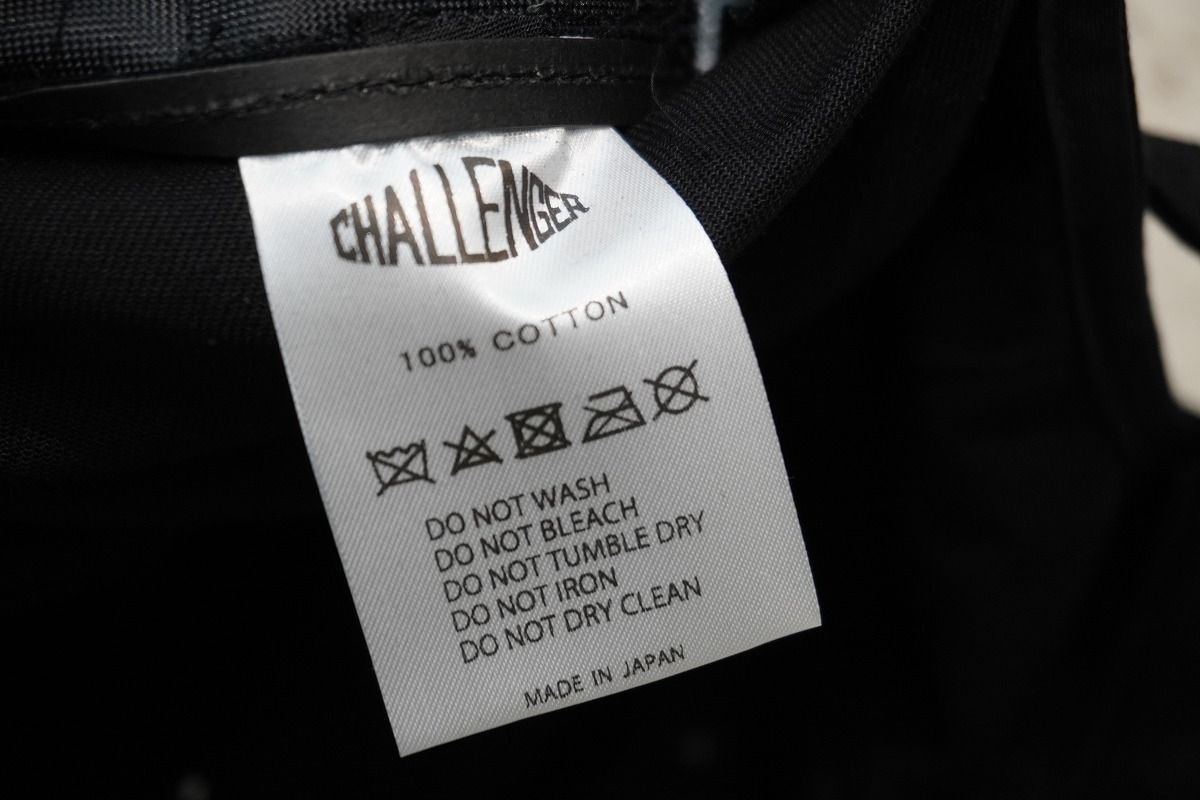 CHALLENGER
100% COTTON
DO NOT WASH
DO NOT BLEACH
DO NOT TUMBLE DRY
DO NOT IRON
DO NOT DRY CLEAN
MADE IN JAPAN